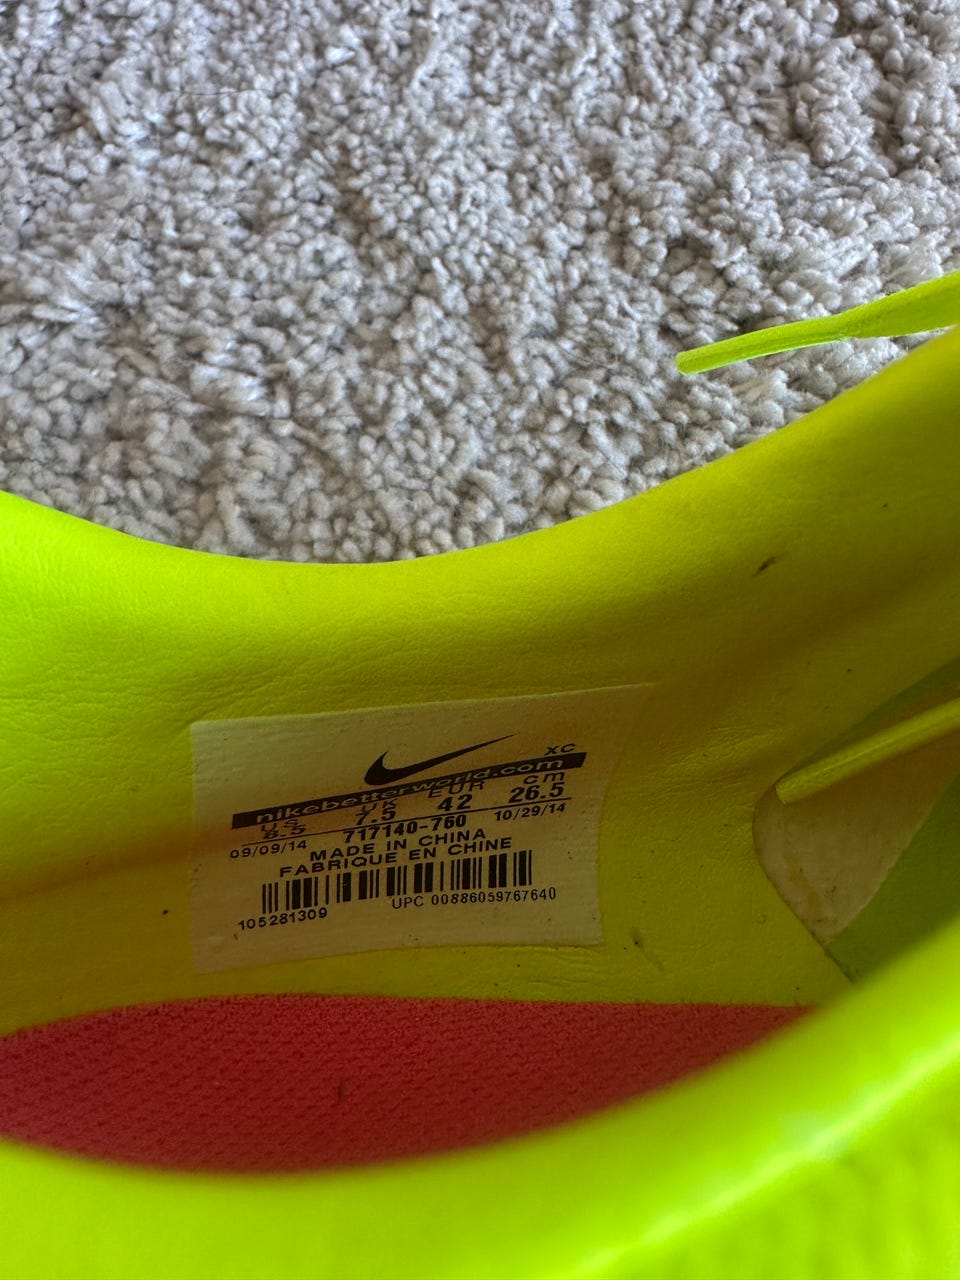 XC
nikebetterworld.com
US UK EUR cm
8.5 7.5 42 26.5
09/09/14 717140-760 10/29/14
MADE IN CHINA
FABRIQUE EN CHINE
105281309 UPC 00886059767640